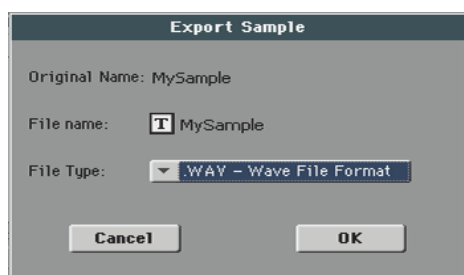 Export Sample
Original Name: MySample
File name: T MySample
File Type: .WAV - Wave File Format
Cancel OK